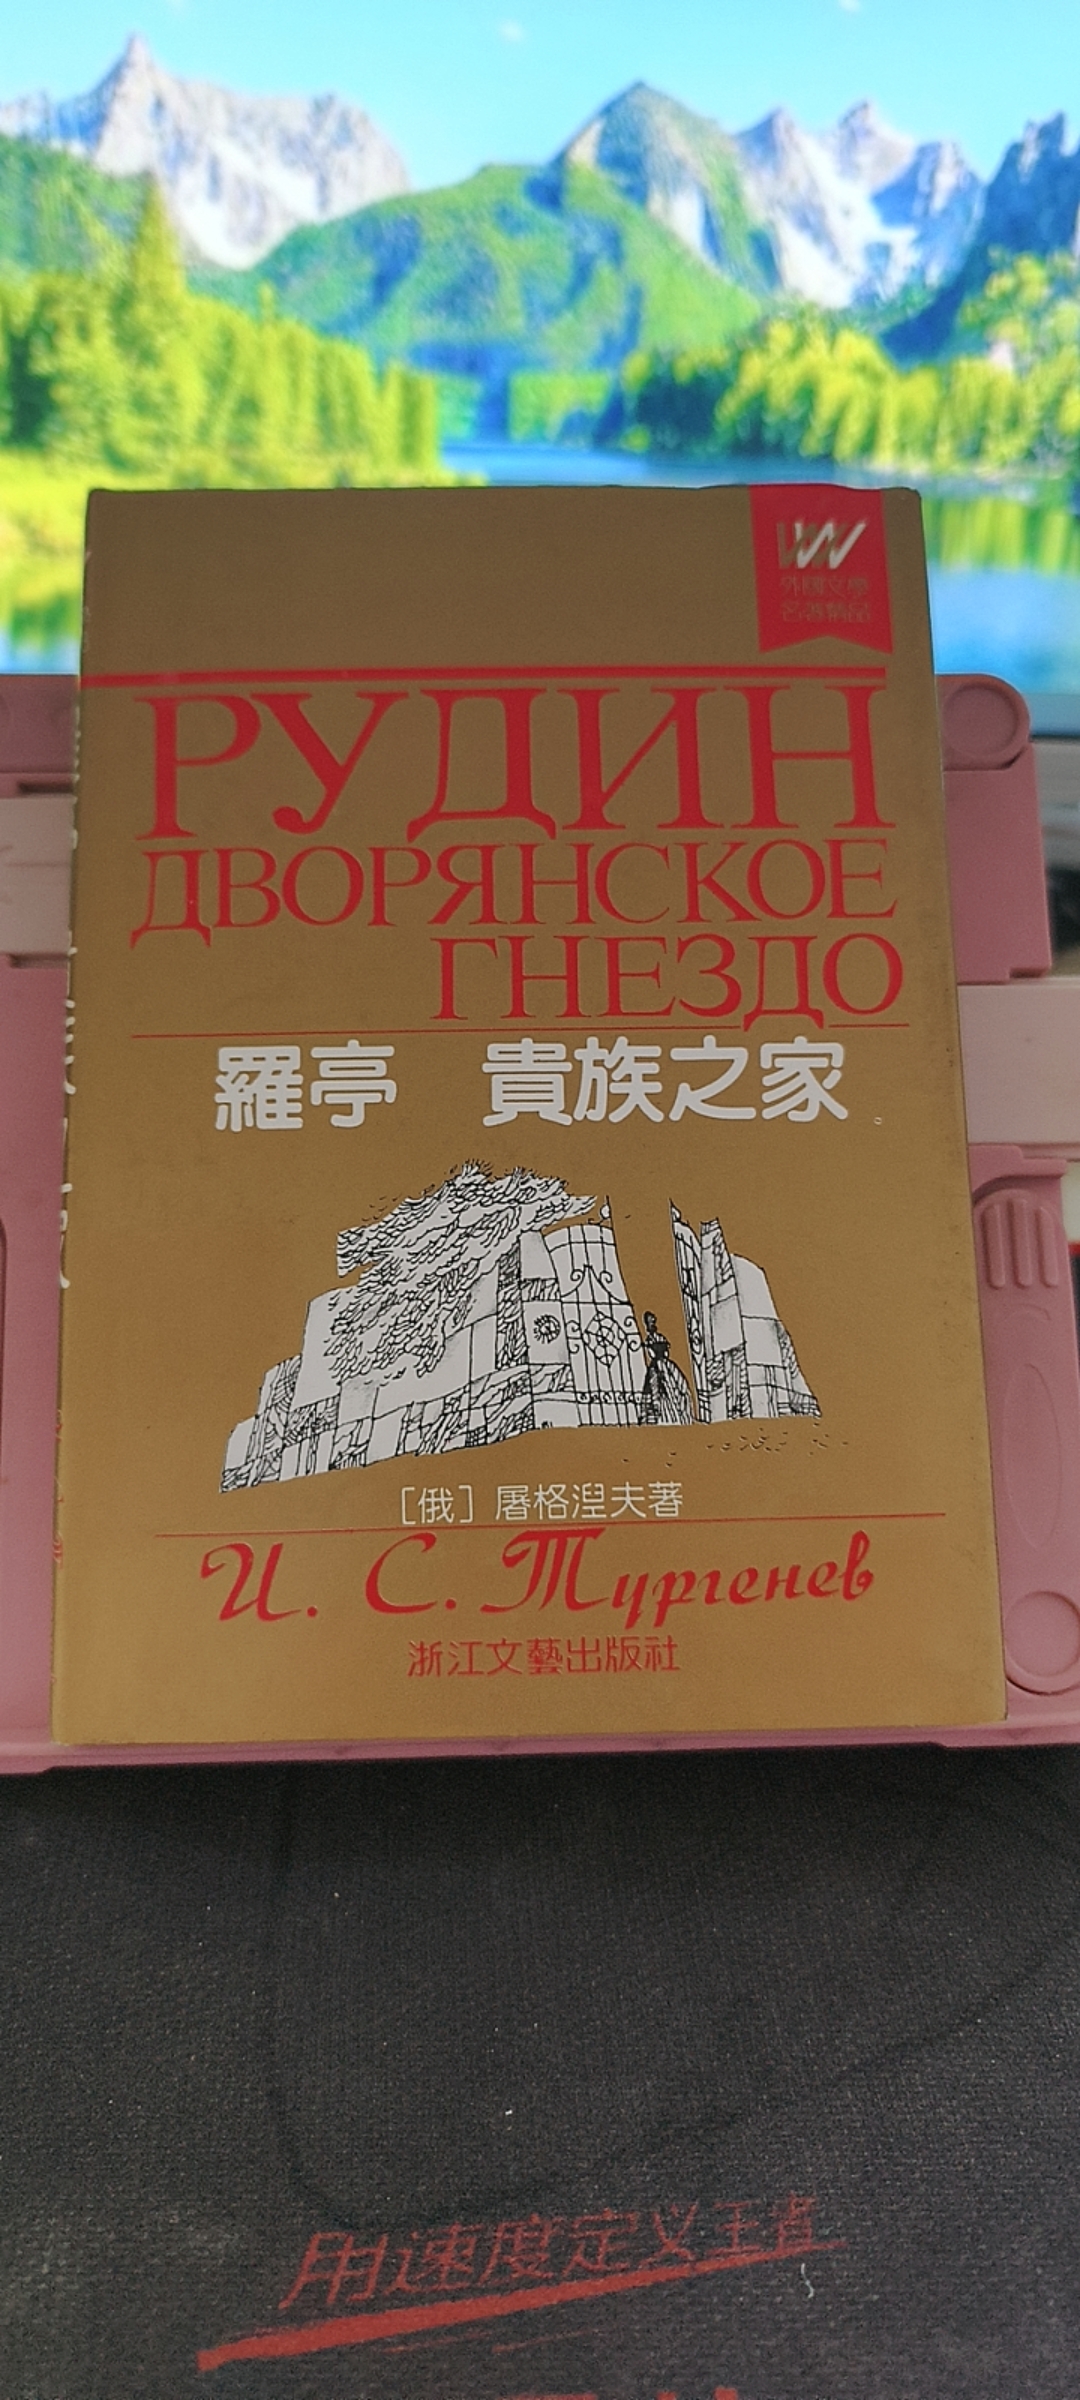 W
外國文學
名著精品
РУДИН
ДВОРЯНСКОЕ
ГНЕЗДО
羅亭 貴族之家
［俄］屠格涅夫著
И. С. Тургенев
浙江文藝出版社
用速度定义王者